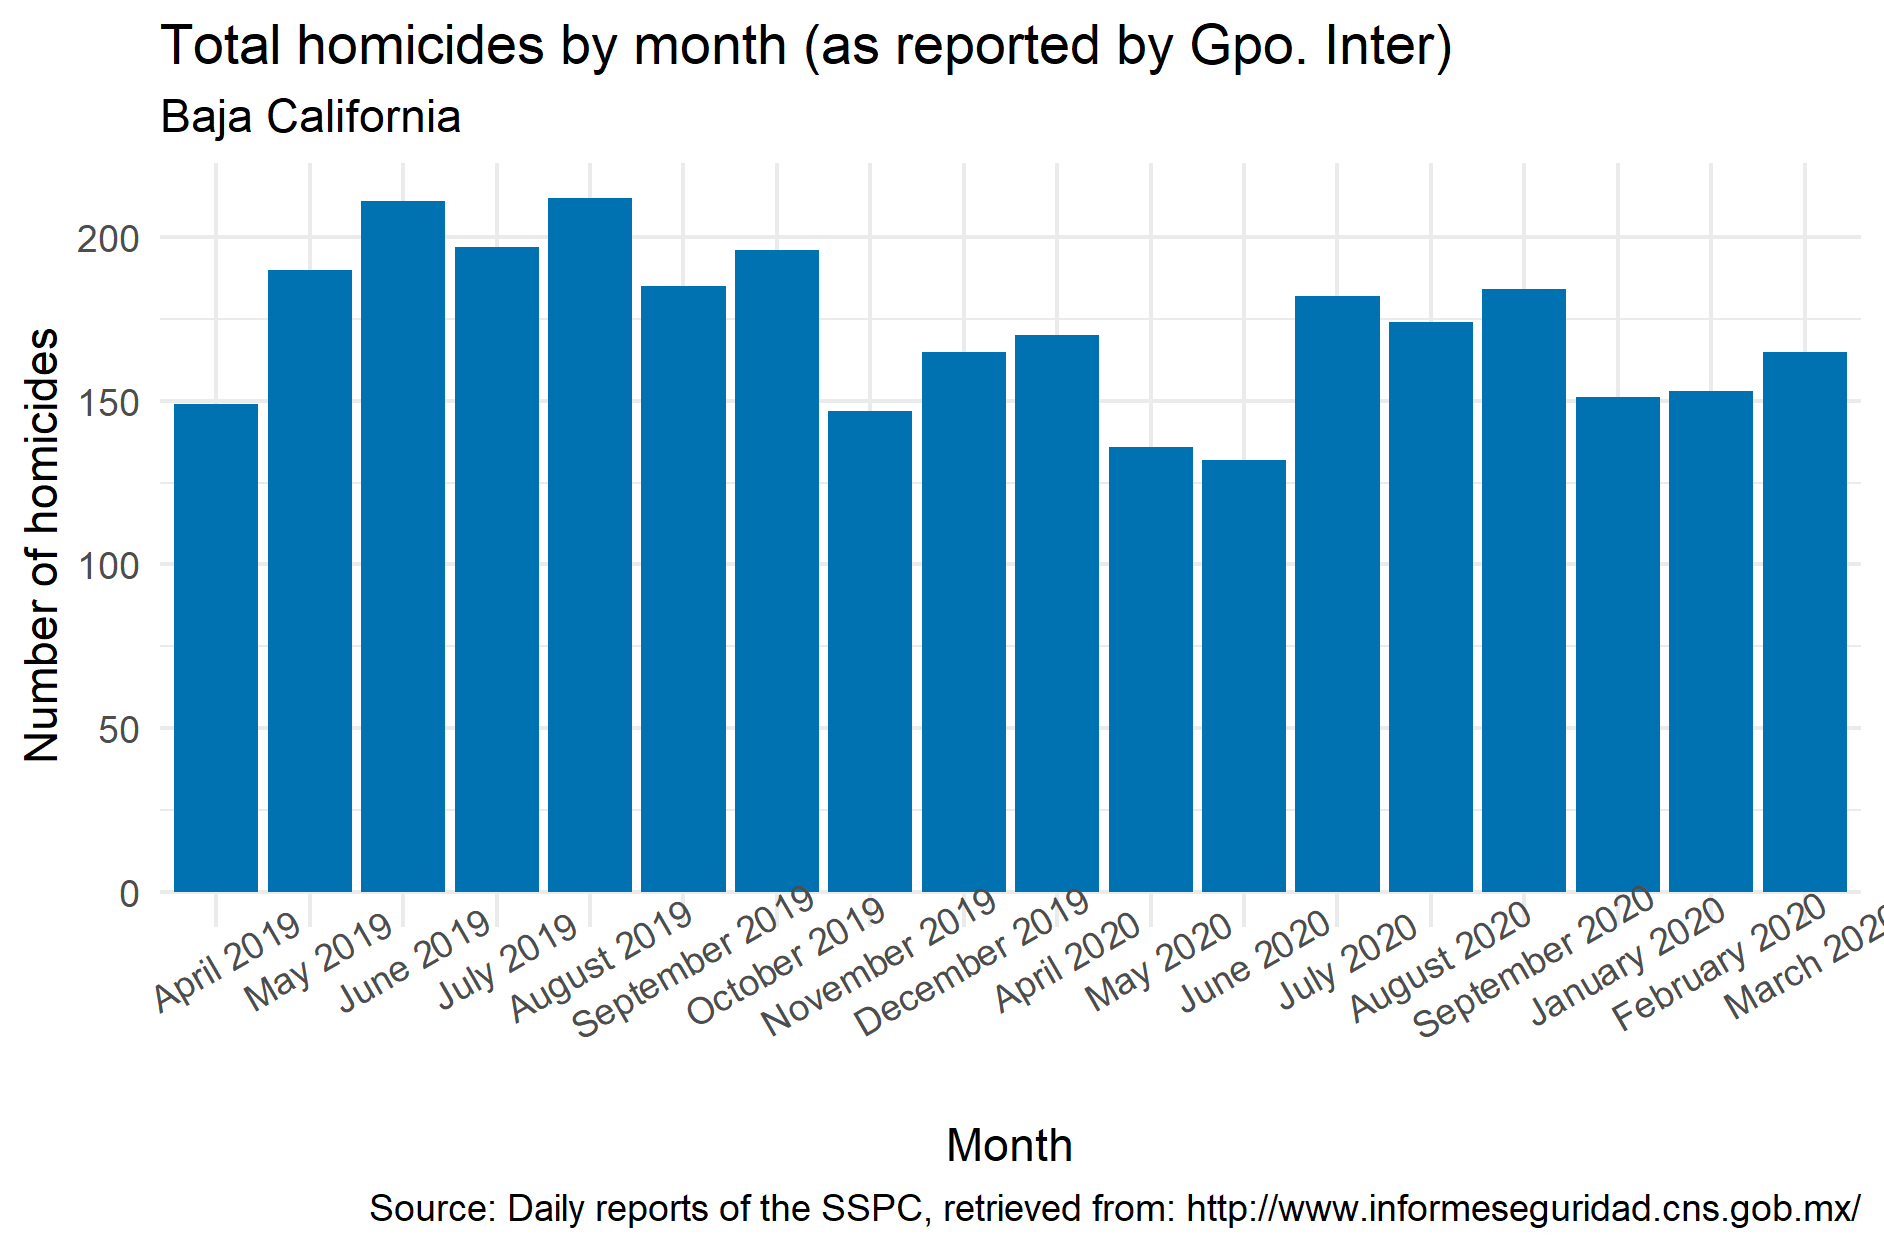 Total homicides by month (as reported by Gpo. Inter)
Baja California
Number of homicides
200
150
100
50
0
April 2019
May 2019
June 2019
July 2019
August 2019
September 2019
October 2019
November 2019
December 2019
April 2020
May 2020
June 2020
July 2020
August 2020
September 2020
January 2020
February 2020
March 2020
Month
Source: Daily reports of the SSPC, retrieved from: http://www.informeseguridad.cns.gob.mx/